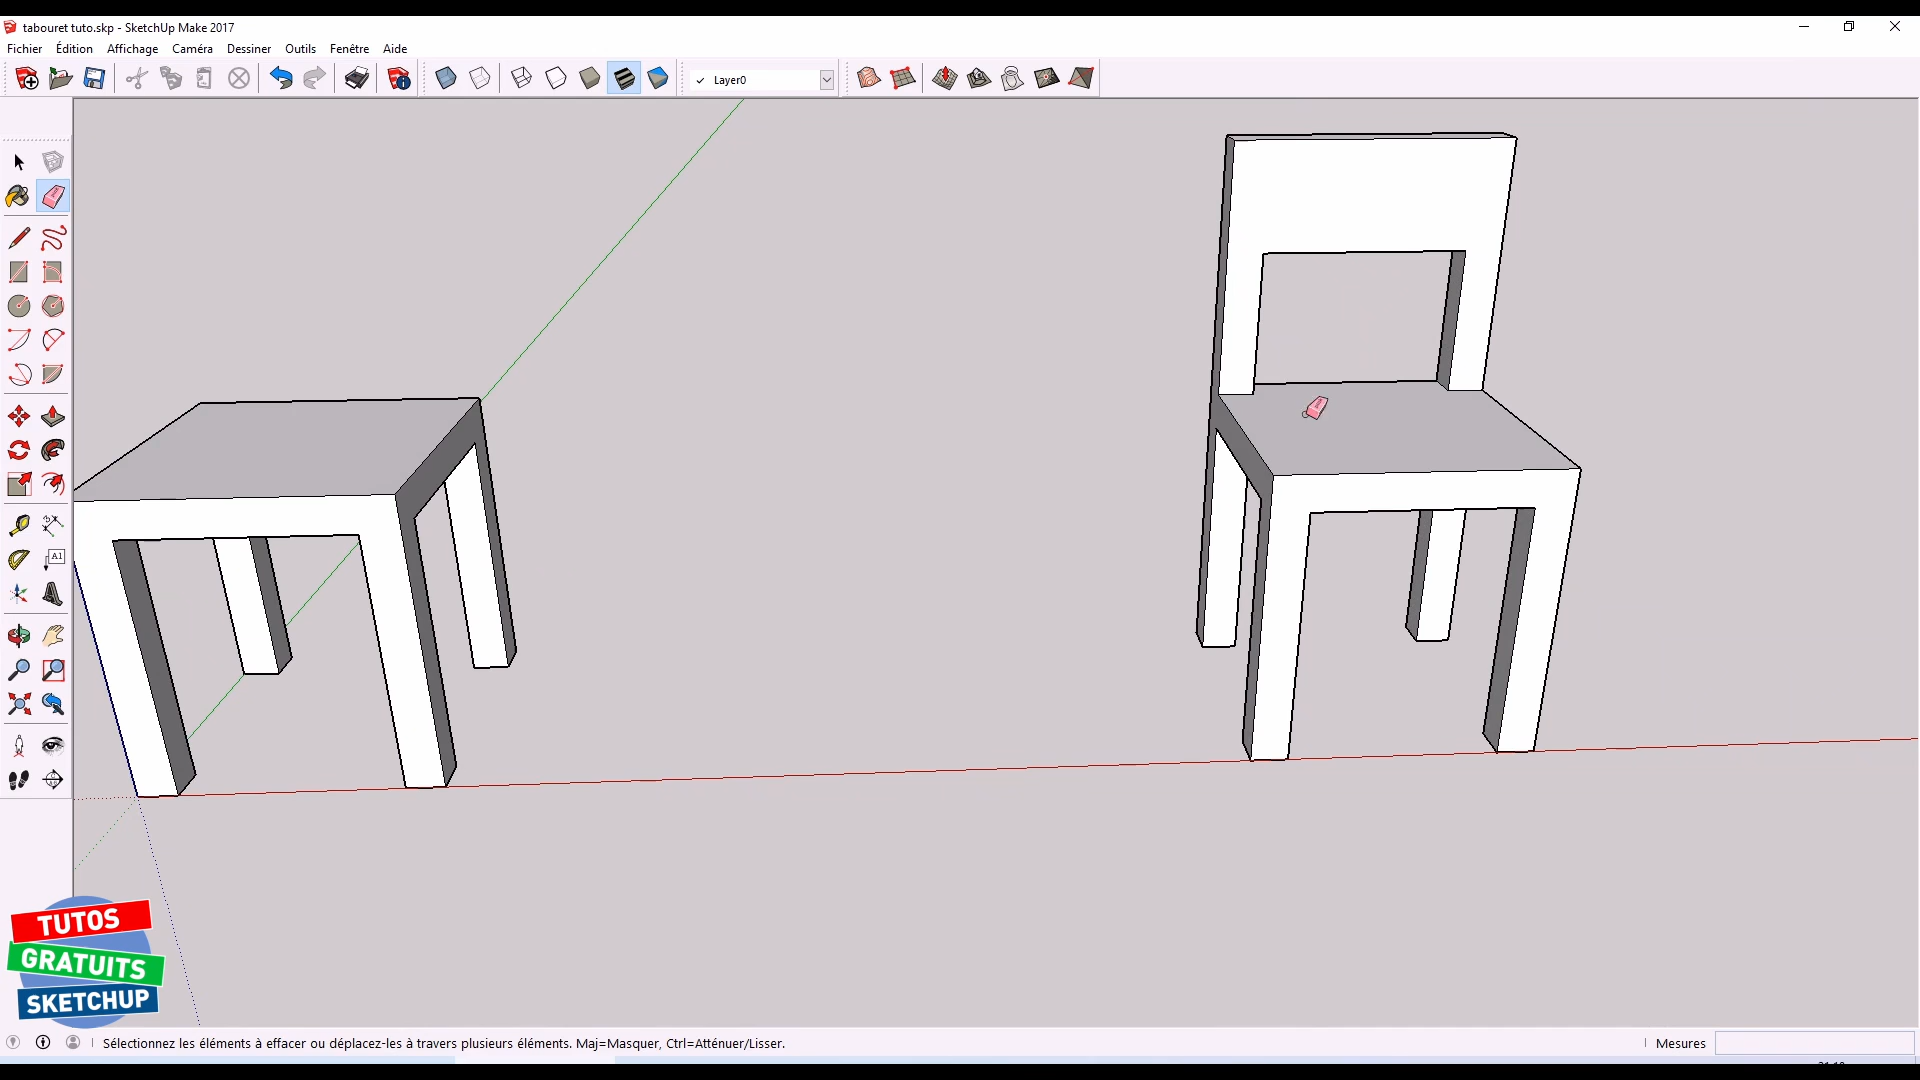 tabouret tuto.skp - SketchUp Make 2017
Fichier Édition Affichage Caméra Dessiner Outils Fenêtre Aide
Layer0
A1
TUTOS
GRATUITS
SKETCHUP
Sélectionnez les éléments à effacer ou déplacez-les à travers plusieurs éléments. Maj=Masquer, Ctrl=Atténuer/Lisser.
Mesures